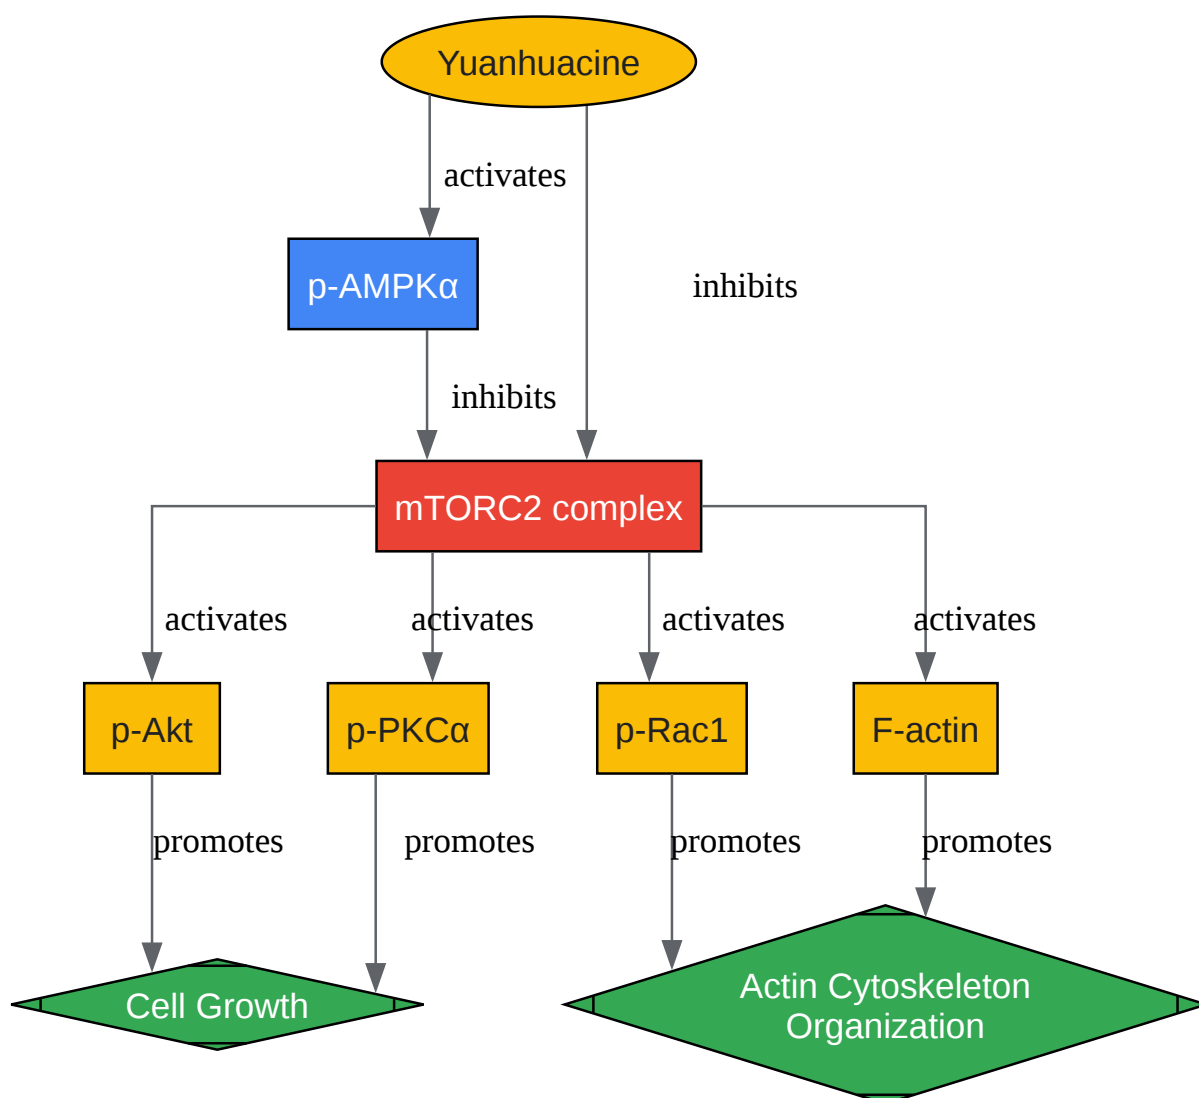 Yuanhuacine
activates
p-AMPKα
inhibits
inhibits
mTORC2 complex
activates
activates
activates
activates
p-Akt
p-PKCα
p-Rac1
F-actin
promotes
promotes
promotes
promotes
Cell Growth
Actin Cytoskeleton
Organization